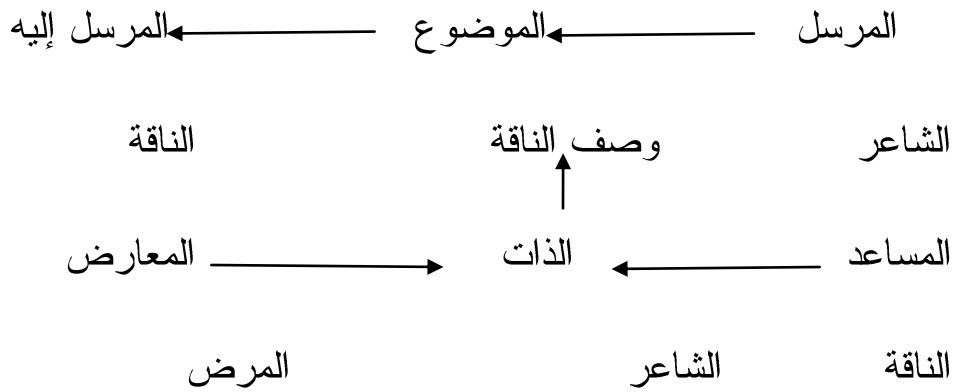 المرسل الموضوع المرسل إليه
الشاعر وصف الناقة الناقة
المساعد الذات المعارض
الناقة الشاعر المرض